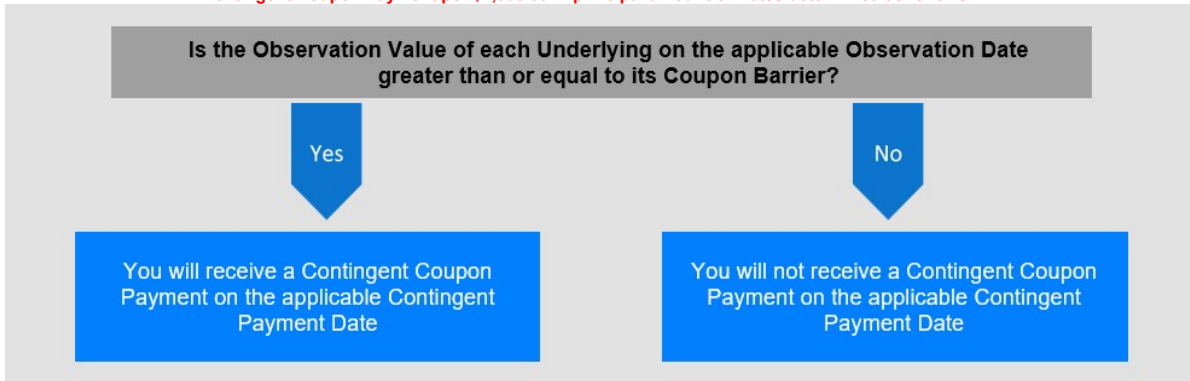 Is the Observation Value of each Underlying on the applicable Observation Date
greater than or equal to its Coupon Barrier?
Yes
No
You will receive a Contingent Coupon
Payment on the applicable Contingent
Payment Date
You will not receive a Contingent Coupon
Payment on the applicable Contingent
Payment Date